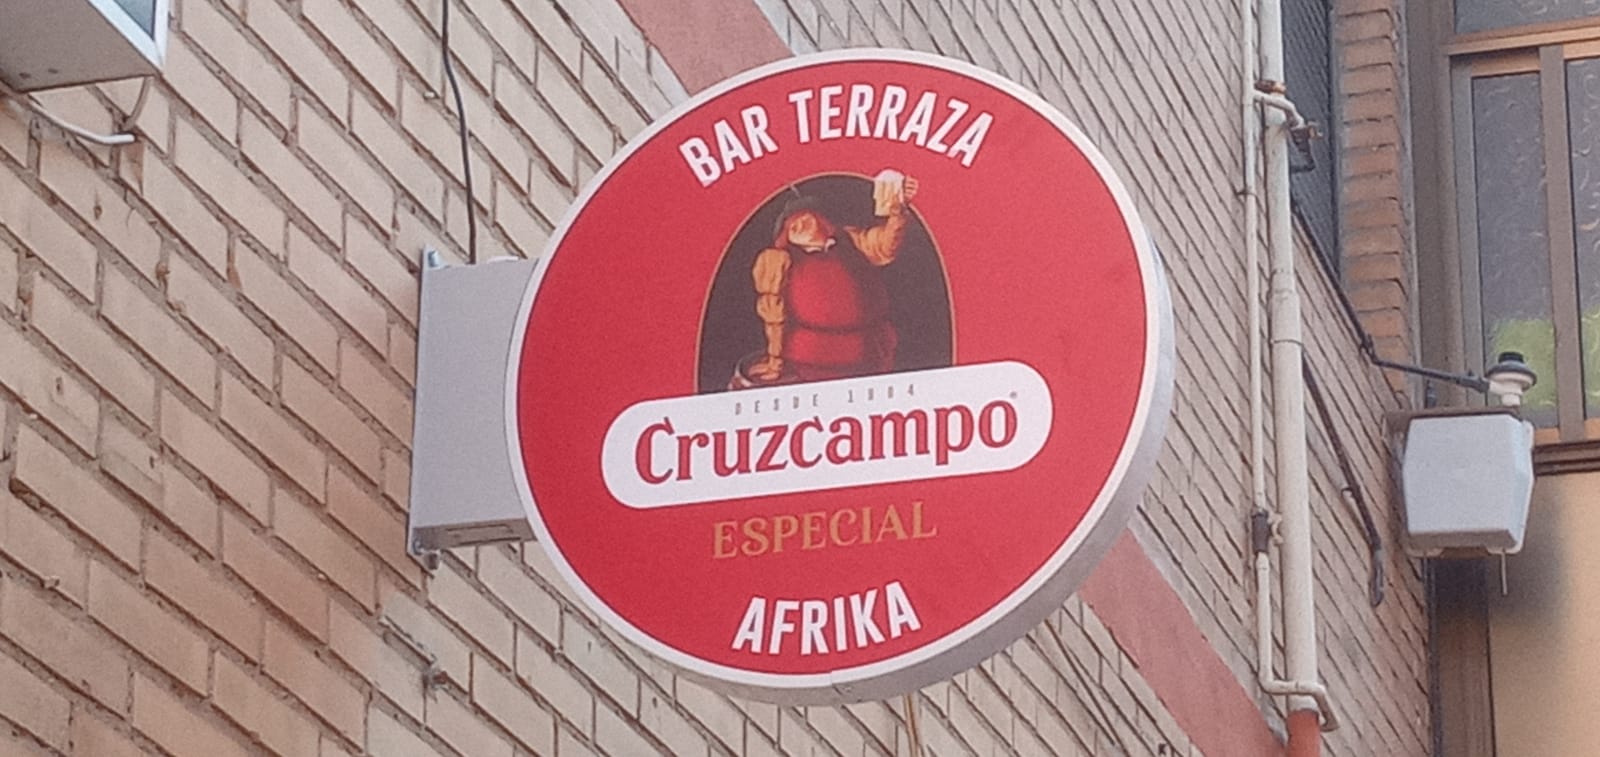 BAR TERRAZA
DESDE 1904
Cruzcampo
ESPECIAL
AFRIKA